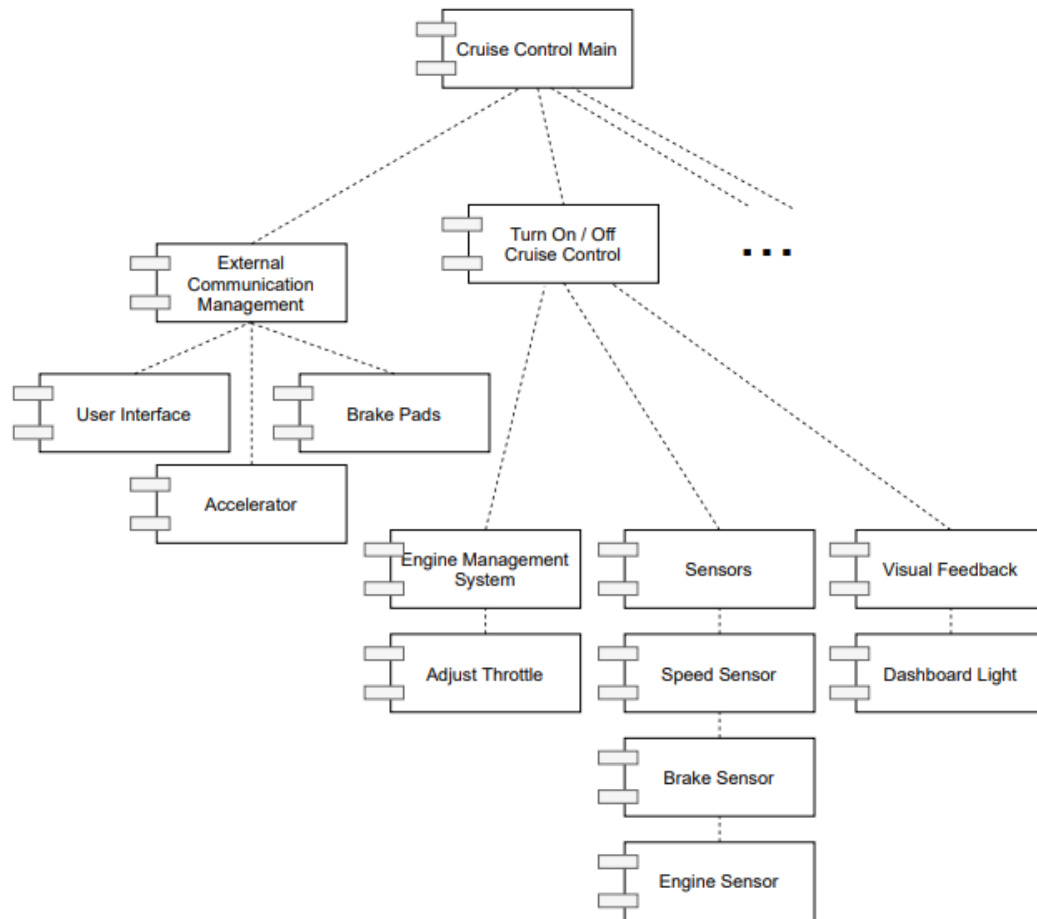 Cruise Control Main
Turn On / Off
Cruise Control
...
External
Communication
Management
User Interface
Brake Pads
Accelerator
Engine Management
System
Sensors
Visual Feedback
Adjust Throttle
Speed Sensor
Dashboard Light
Brake Sensor
Engine Sensor